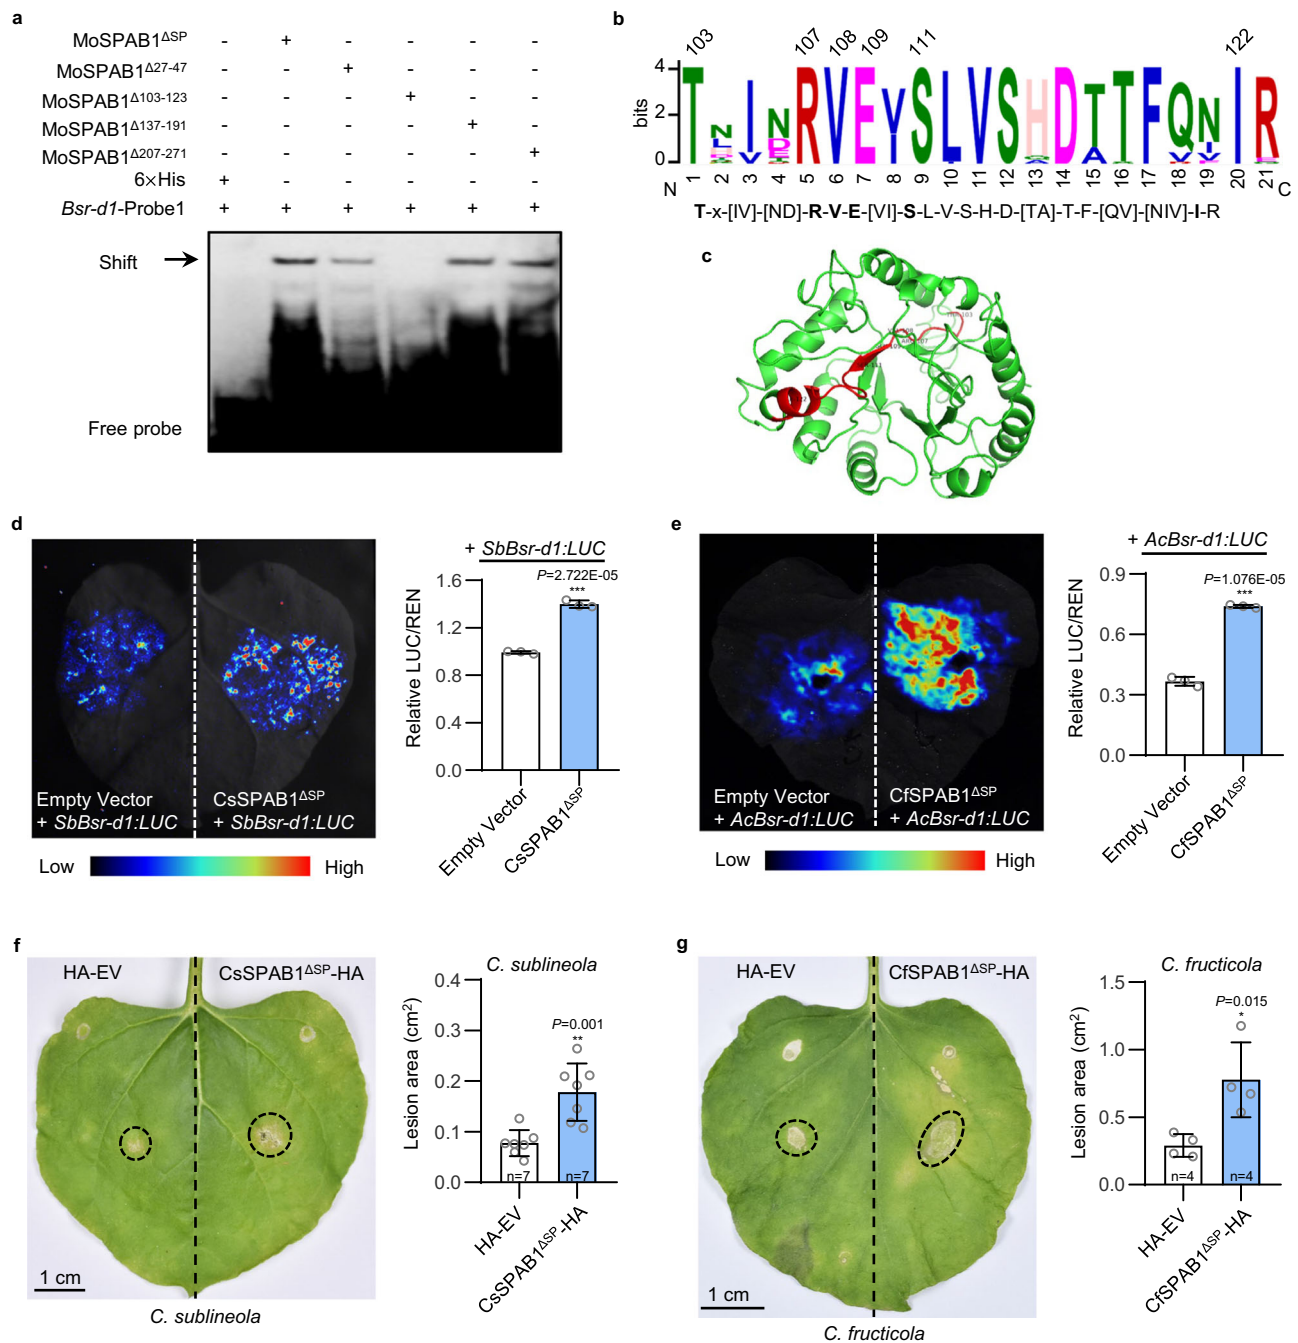 a
MoSPAB1ΔSP - + - - - -
MoSPAB1Δ27-47 - - + - - -
MoSPAB1Δ103-123 - - - + - -
MoSPAB1Δ137-191 - - - - + -
MoSPAB1Δ207-271 - - - - - +
6×His + - - - - -
Bsr-d1-Probe1 + + + + + +
Shift
Free probe
b
103 107 108 109 111 122
4
2
0
bits
N 1 2 3 4 5 6 7 8 9 10 11 12 13 14 15 16 17 18 19 20 21 C
T-x-[IV]-[ND]-R-V-E-[VI]-S-L-V-S-H-D-[TA]-T-F-[QV]-[NIV]-I-R
c
d
Empty Vector
+ SbBsr-d1:LUC
CsSPAB1ΔSP
+ SbBsr-d1:LUC
Low High
+ SbBsr-d1:LUC
P=2.722E-05
***
Relative LUC/REN
1.6
1.2
0.8
0.4
0.0
Empty Vector
CsSPAB1ΔSP
e
Empty Vector
+ AcBsr-d1:LUC
CfSPAB1ΔSP
+ AcBsr-d1:LUC
Low High
+ AcBsr-d1:LUC
P=1.076E-05
***
Relative LUC/REN
0.9
0.6
0.3
0.0
Empty Vector
CfSPAB1ΔSP
f
HA-EV
CsSPAB1ΔSP-HA
1 cm
C. sublineola
C. sublineola
P=0.001
**
Lesion area (cm2)
0.4
0.3
0.2
0.1
0.0
n=7 n=7
HA-EV
CsSPAB1ΔSP-HA
g
HA-EV
CfSPAB1ΔSP-HA
1 cm
C. fructicola
C. fructicola
P=0.015
*
Lesion area (cm2)
1.5
1.0
0.5
0.0
n=4 n=4
HA-EV
CfSPAB1ΔSP-HA